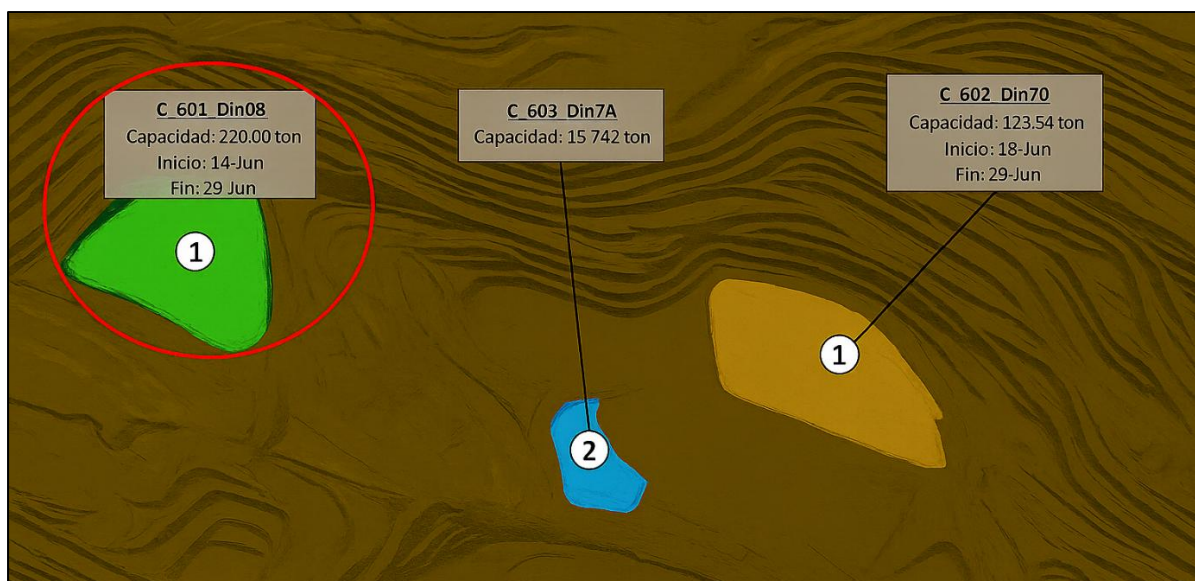 C_601_Din08
Capacidad: 220.00 ton
Inicio: 14-Jun
Fin: 29 Jun
1
C_603_Din7A
Capacidad: 15 742 ton
2
C_602_Din70
Capacidad: 123.54 ton
Inicio: 18-Jun
Fin: 29-Jun
1